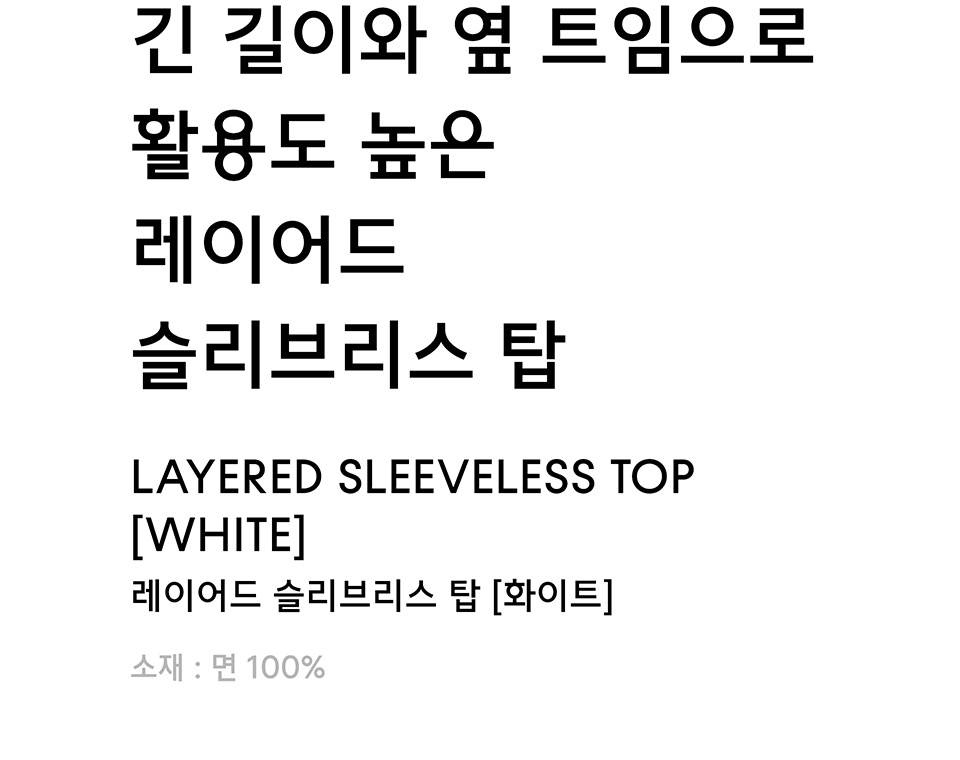 긴 길이와 옆 트임으로
활용도 높은
레이어드
슬리브리스 탑
LAYERED SLEEVELESS TOP
[WHITE]
레이어드 슬리브리스 탑 [화이트]
소재 : 면 100%